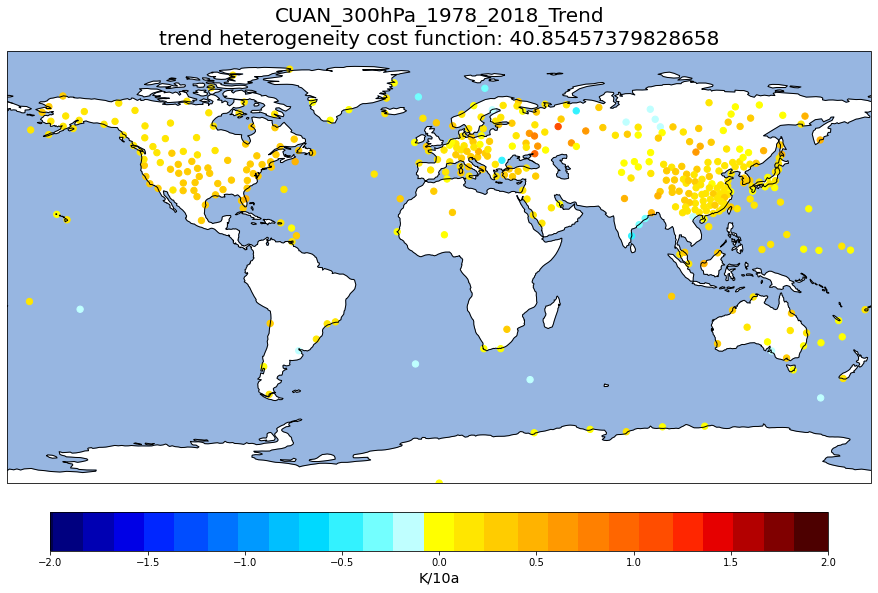 CUAN_300hPa_1978_2018_Trend
trend heterogeneity cost function: 40.85457379828658
−2.0 −1.5 −1.0 −0.5 0.0 0.5 1.0 1.5 2.0
K/10a